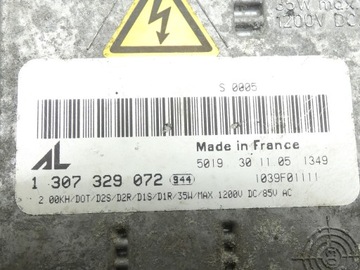 35W max
1200V DC
S 0005
AL
Made in France
5019 30 11 05 1349
1 307 329 072 944
1039F01111
2.00KH/DOT/D2S/D2R/D1S/D1R/35W/MAX 1200V DC/85V AC